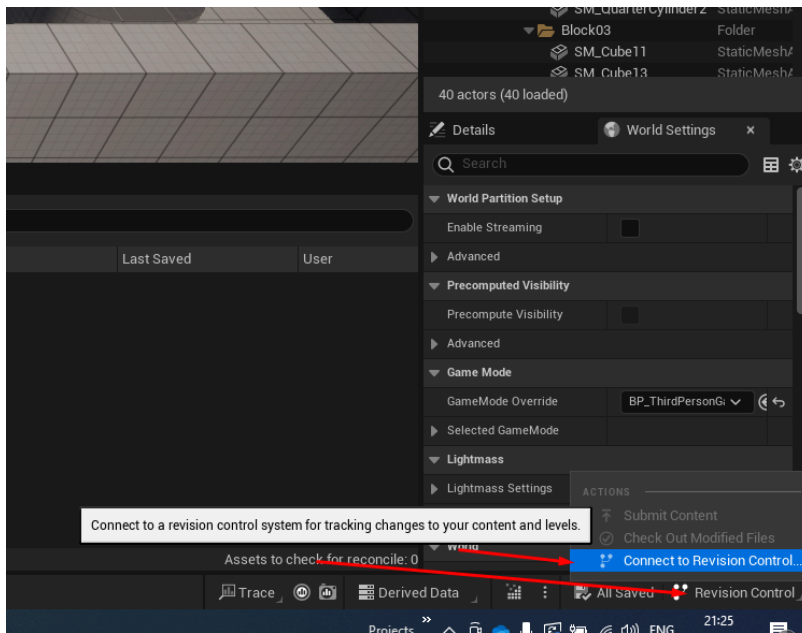 SM_QuarterCylinder2 StaticMesh
Block03 Folder
SM_Cube11 StaticMesh
SM_Cube13 StaticMesh
40 actors (40 loaded)
Details World Settings ×
Search
World Partition Setup
Enable Streaming
Advanced
Last Saved User
Precomputed Visibility
Precompute Visibility
Advanced
Game Mode
GameMode Override BP_ThirdPersonGa
Selected GameMode
Lightmass
Lightmass Settings
ACTIONS
Submit Content
Check Out Modified Files
Connect to Revision Control...
Connect to a revision control system for tracking changes to your content and levels.
World
Assets to check for reconcile: 0
Trace Derived Data All Saved Revision Control
Projects » ENG 21:25